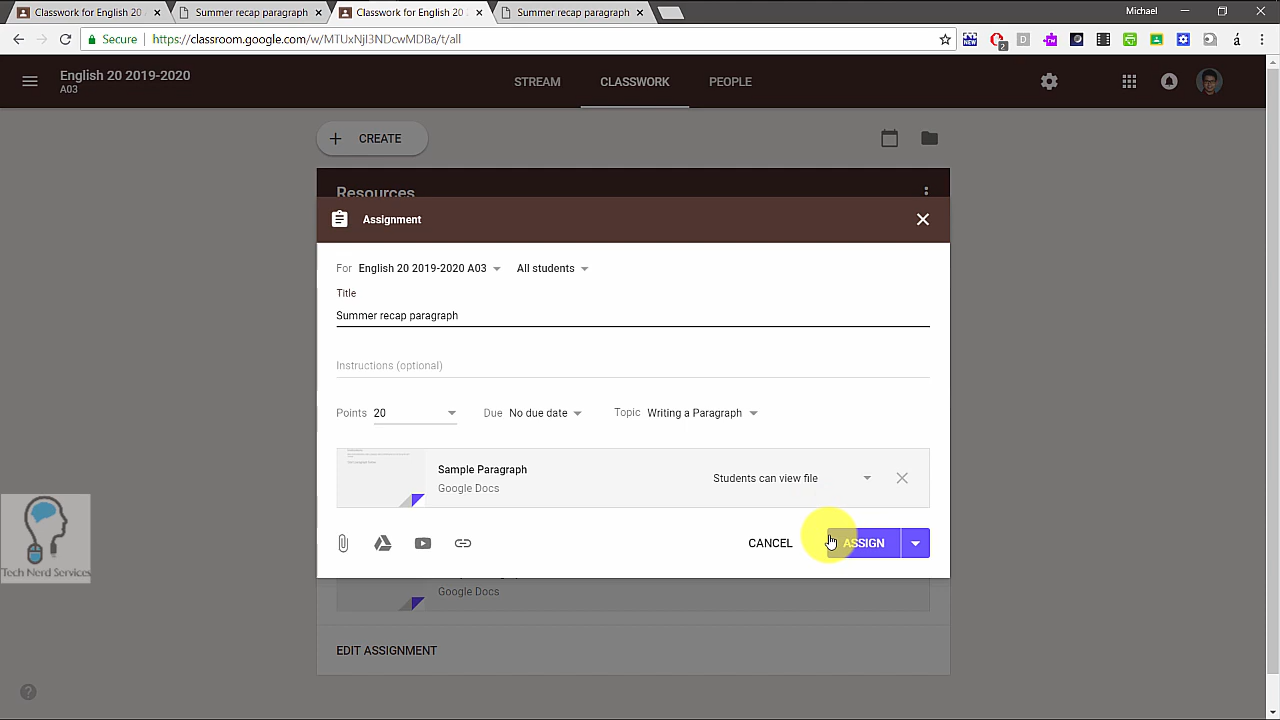 Classwork for English 20
Summer recap paragraph
Classwork for English 20
Summer recap paragraph
Michael
Secure
https://classroom.google.com/w/MTUxNjI3NDcwMDBa/t/all
English 20 2019-2020
A03
STREAM
CLASSWORK
PEOPLE
CREATE
Resources
Assignment
For English 20 2019-2020 A03 All students
Title
Summer recap paragraph
Instructions (optional)
Points 20 Due No due date Topic Writing a Paragraph
Sample Paragraph
Google Docs
Students can view file
CANCEL
ASSIGN
Tech Nerd Services
Google Docs
EDIT ASSIGNMENT